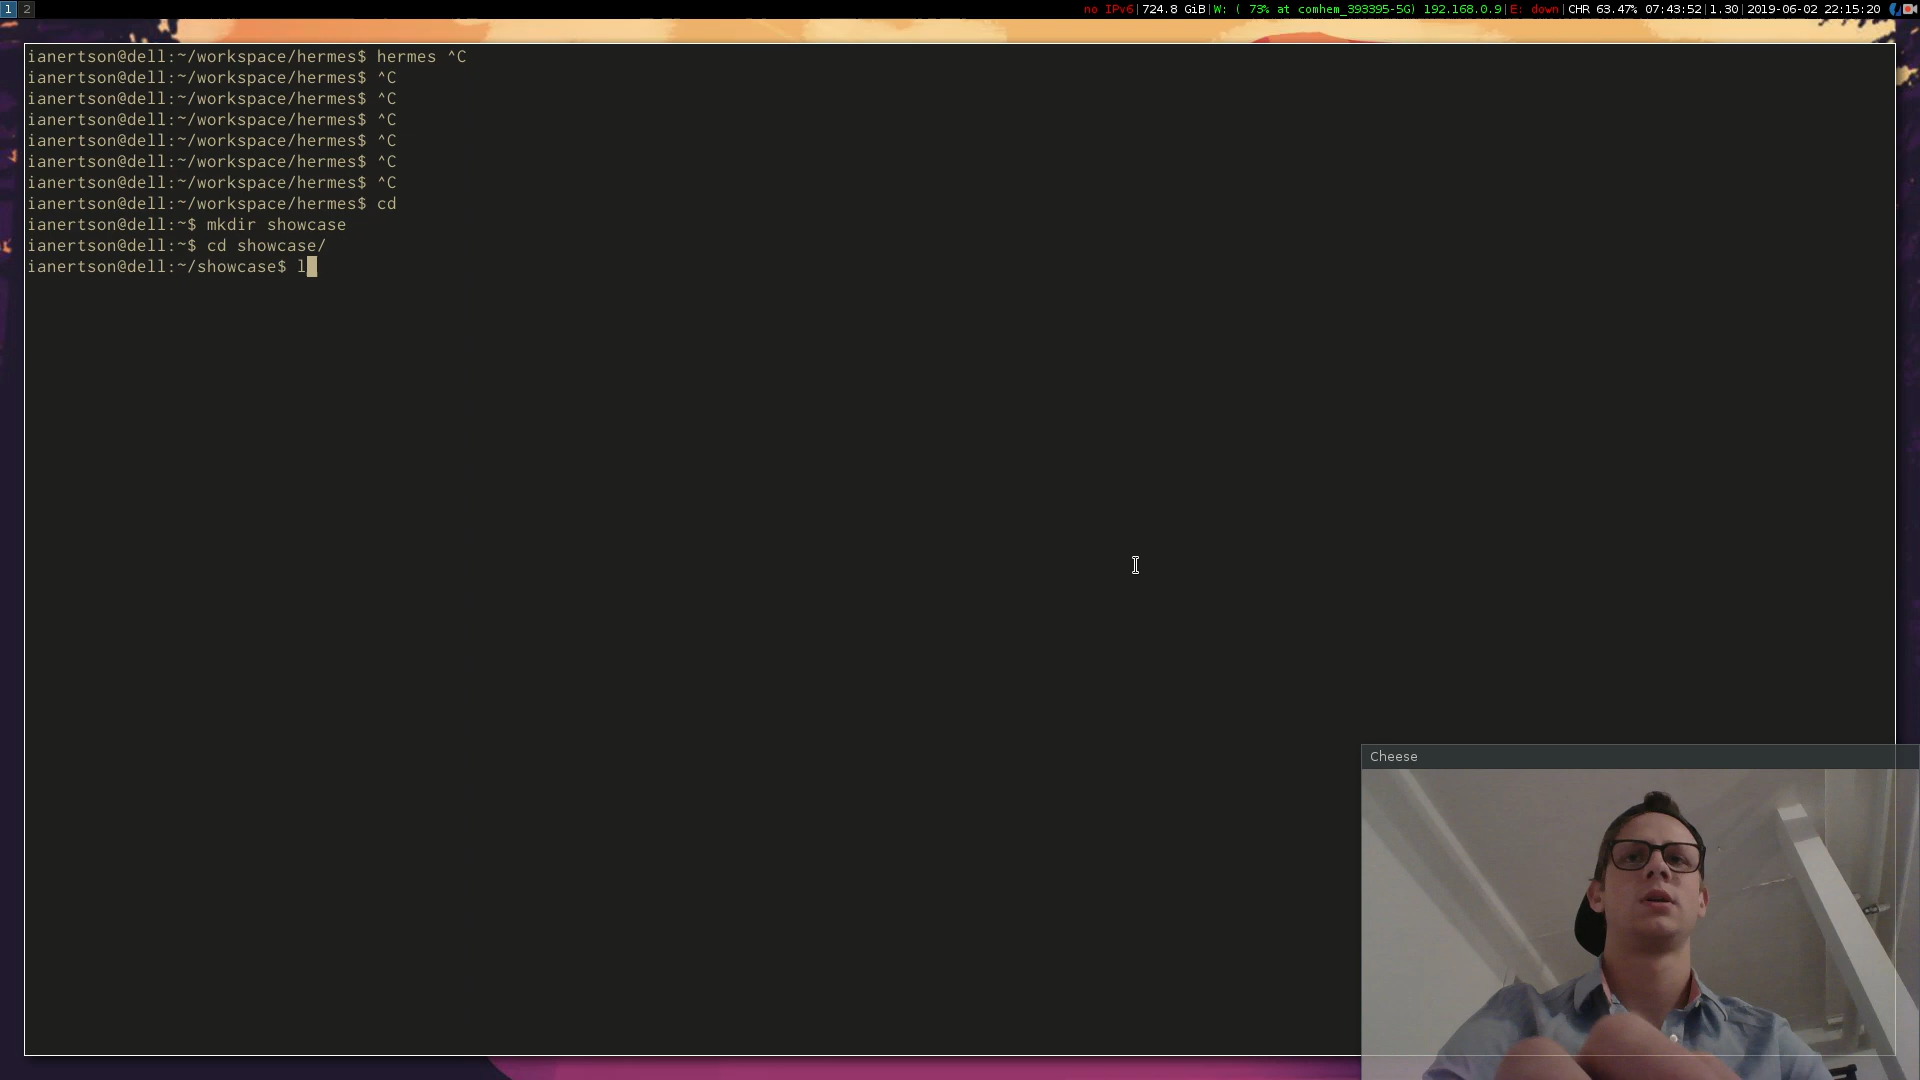 1 2 no IPv6|724.8 GiB|W: ( 73% at comhem_393395-5G) 192.168.0.9|E: down|CHR 63.47% 07:43:52|1.30|2019-06-02 22:15:20
ianertson@dell:~/workspace/hermes$ hermes ^C
ianertson@dell:~/workspace/hermes$ ^C
ianertson@dell:~/workspace/hermes$ ^C
ianertson@dell:~/workspace/hermes$ ^C
ianertson@dell:~/workspace/hermes$ ^C
ianertson@dell:~/workspace/hermes$ ^C
ianertson@dell:~/workspace/hermes$ ^C
ianertson@dell:~/workspace/hermes$ cd
ianertson@dell:~$ mkdir showcase
ianertson@dell:~$ cd showcase/
ianertson@dell:~/showcase$ l
Cheese